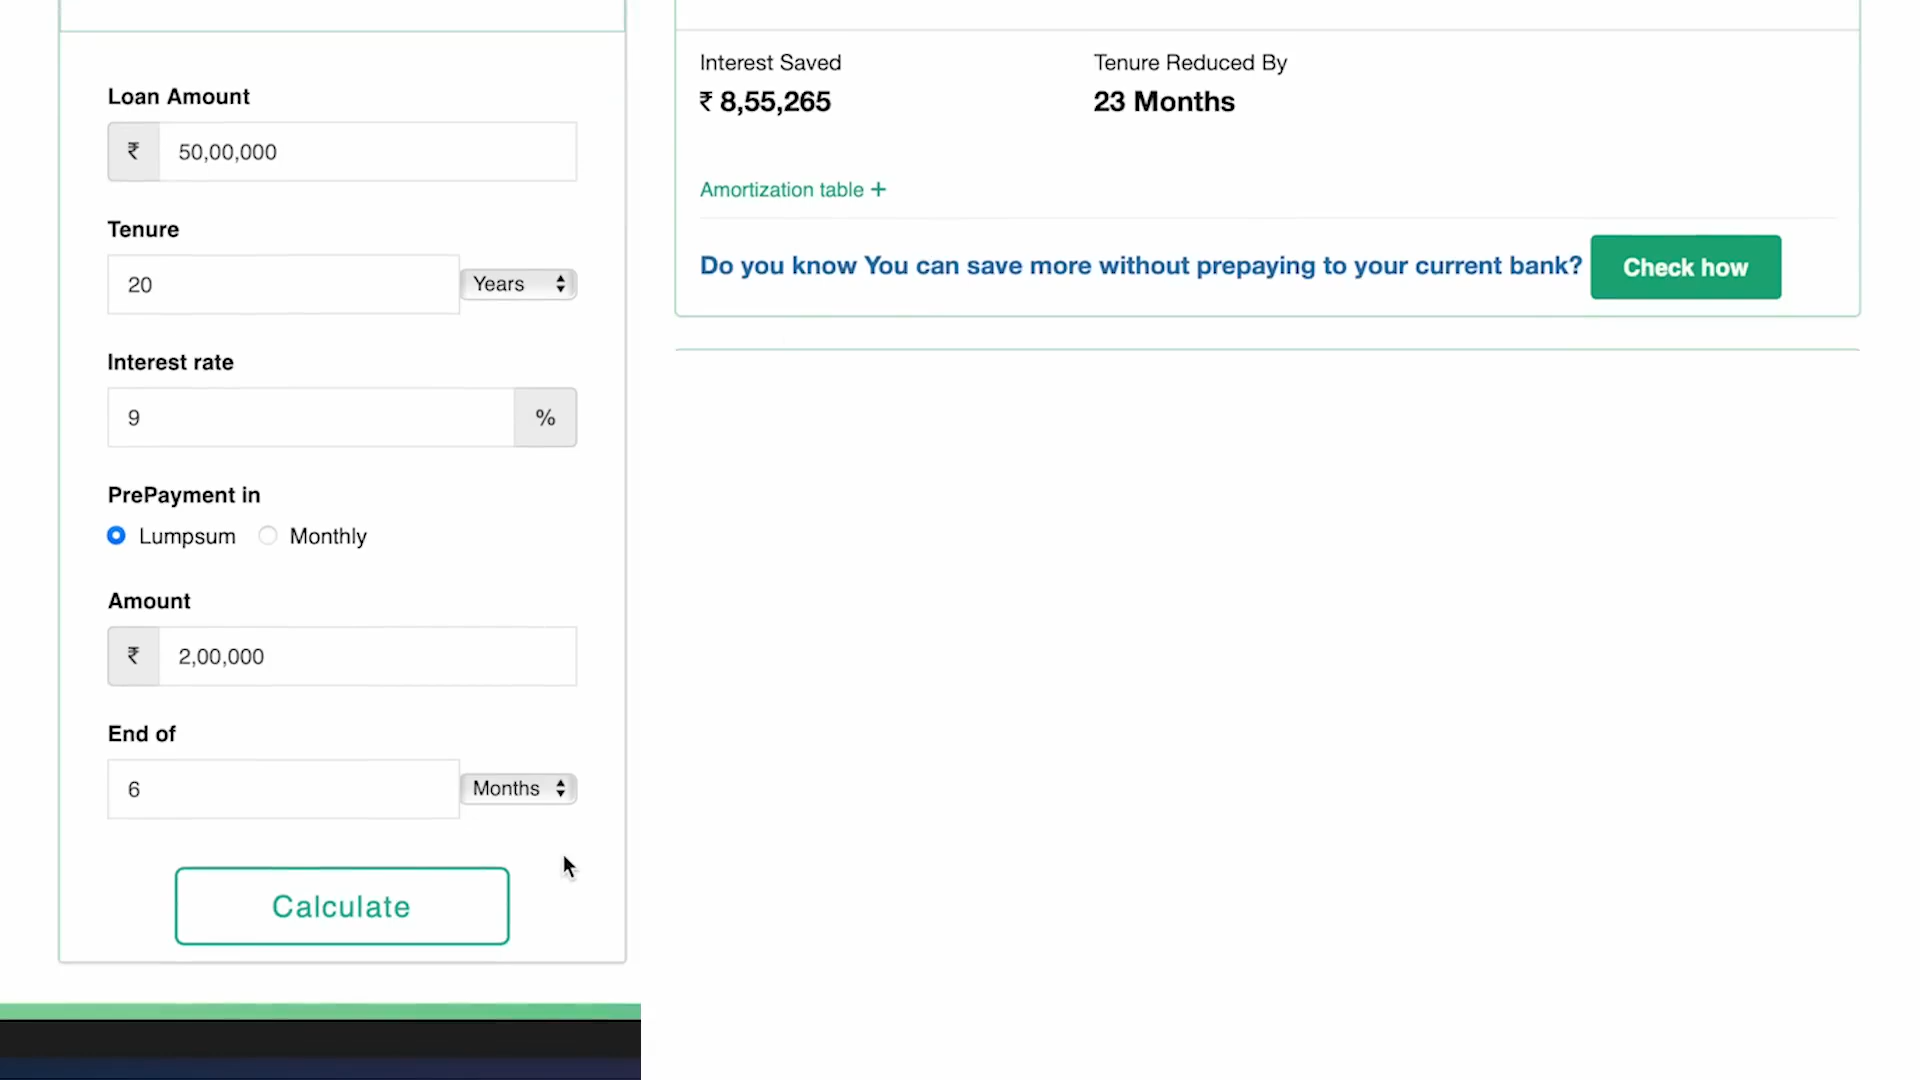 Loan Amount
₹ 50,00,000
Tenure
20 Years
Interest rate
9 %
PrePayment in
Lumpsum Monthly
Amount
₹ 2,00,000
End of
6 Months
Calculate
Interest Saved
₹ 8,55,265
Tenure Reduced By
23 Months
Amortization table +
Do you know You can save more without prepaying to your current bank? Check how